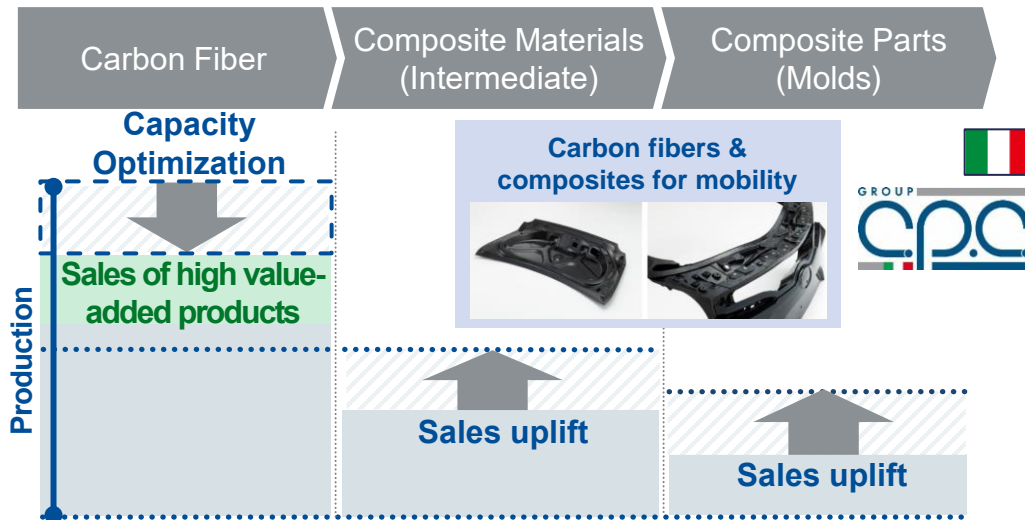 Carbon Fiber
Composite Materials
(Intermediate)
Composite Parts
(Molds)
Capacity
Optimization
Carbon fibers &
composites for mobility
GROUP
c.p.c.
Sales of high value-
added products
Production
Sales uplift
Sales uplift